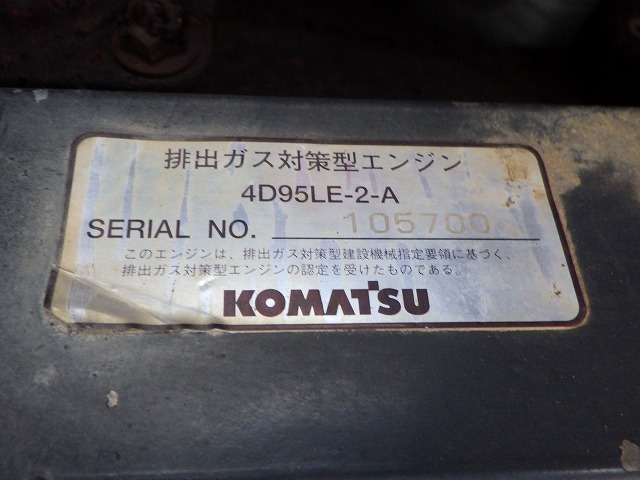 排出ガス対策型エンジン
4D95LE-2-A
SERIAL NO. 105700
このエンジンは、排出ガス対策型建設機械指定要領に基づく、
排出ガス対策型エンジンの認定を受けたものである。
KOMATSU